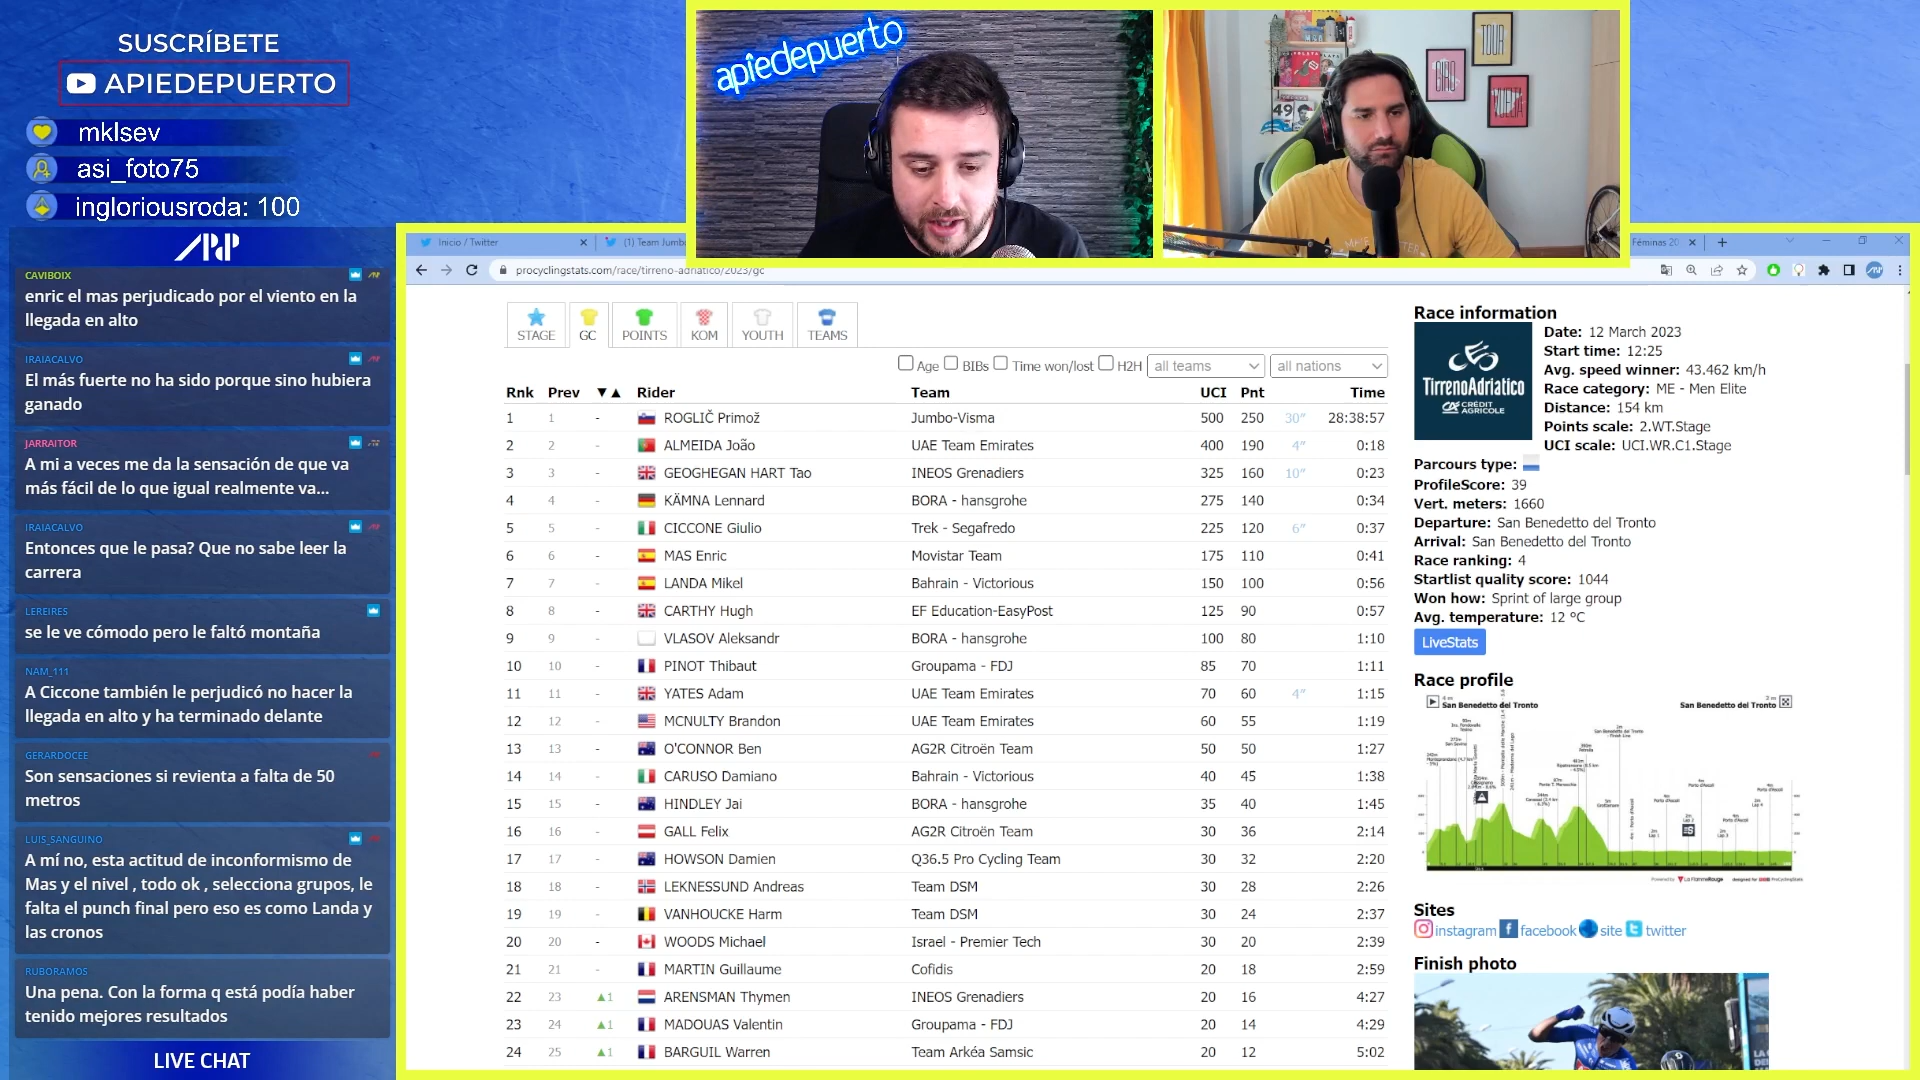 SUSCRÍBETE
APIEDEPUERTO
mklsev
asi_foto75
ingloriousroda: 100
CAVIBOIX
enric el mas perjudicado por el viento en la
llegada en alto
IRAIACALVO
El más fuerte no ha sido porque sino hubiera
ganado
JARRAITOR
A mi a veces me da la sensación de que va
más fácil de lo que igual realmente va...
IRAIACALVO
Entonces que le pasa? Que no sabe leer la
carrera
LEREIRES
se le ve cómodo pero le faltó montaña
NAM_111
A Ciccone también le perjudicó no hacer la
llegada en alto y ha terminado delante
GERARDOCEE
Son sensaciones si revienta a falta de 50
metros
LUIS_SANGUINO
A mí no, esta actitud de inconformismo de
Mas y el nivel , todo ok , selecciona grupos, le
falta el punch final pero eso es como Landa y
las cronos
RUBORAMOS
Una pena. Con la forma q está podía haber
tenido mejores resultados
LIVE CHAT
apiedepuerto
TOUR
GIRO
49
Inicio / Twitter
(1) Team Jumbo
Féminas 20
procyclingstats.com/race/tirreno-adriatico/2023/gc
STAGE GC POINTS KOM YOUTH TEAMS
Age BIBs Time won/lost H2H all teams all nations
Rnk Prev ▼▲ Rider Team UCI Pnt Time
1 1 - ROGLIČ Primož Jumbo-Visma 500 250 30″ 28:38:57
2 2 - ALMEIDA João UAE Team Emirates 400 190 4″ 0:18
3 3 - GEOGHEGAN HART Tao INEOS Grenadiers 325 160 10″ 0:23
4 4 - KÄMNA Lennard BORA - hansgrohe 275 140 0:34
5 5 - CICCONE Giulio Trek - Segafredo 225 120 6″ 0:37
6 6 - MAS Enric Movistar Team 175 110 0:41
7 7 - LANDA Mikel Bahrain - Victorious 150 100 0:56
8 8 - CARTHY Hugh EF Education-EasyPost 125 90 0:57
9 9 - VLASOV Aleksandr BORA - hansgrohe 100 80 1:10
10 10 - PINOT Thibaut Groupama - FDJ 85 70 1:11
11 11 - YATES Adam UAE Team Emirates 70 60 4″ 1:15
12 12 - MCNULTY Brandon UAE Team Emirates 60 55 1:19
13 13 - O'CONNOR Ben AG2R Citroën Team 50 50 1:27
14 14 - CARUSO Damiano Bahrain - Victorious 40 45 1:38
15 15 - HINDLEY Jai BORA - hansgrohe 35 40 1:45
16 16 - GALL Felix AG2R Citroën Team 30 36 2:14
17 17 - HOWSON Damien Q36.5 Pro Cycling Team 30 32 2:20
18 18 - LEKNESSUND Andreas Team DSM 30 28 2:26
19 19 - VANHOUCKE Harm Team DSM 30 24 2:37
20 20 - WOODS Michael Israel - Premier Tech 30 20 2:39
21 21 - MARTIN Guillaume Cofidis 20 18 2:59
22 23 ▲1 ARENSMAN Thymen INEOS Grenadiers 20 16 4:27
23 24 ▲1 MADOUAS Valentin Groupama - FDJ 20 14 4:29
24 25 ▲1 BARGUIL Warren Team Arkéa Samsic 20 12 5:02
Race information
TirrenoAdriatico
CRÉDIT
AGRICOLE
Date: 12 March 2023
Start time: 12:25
Avg. speed winner: 43.462 km/h
Race category: ME - Men Elite
Distance: 154 km
Points scale: 2.WT.Stage
UCI scale: UCI.WR.C1.Stage
Parcours type:
ProfileScore: 39
Vert. meters: 1660
Departure: San Benedetto del Tronto
Arrival: San Benedetto del Tronto
Race ranking: 4
Startlist quality score: 1044
Won how: Sprint of large group
Avg. temperature: 12 °C
LiveStats
Race profile
San Benedetto del Tronto
San Benedetto del Tronto
Sites
instagram facebook site twitter
Finish photo